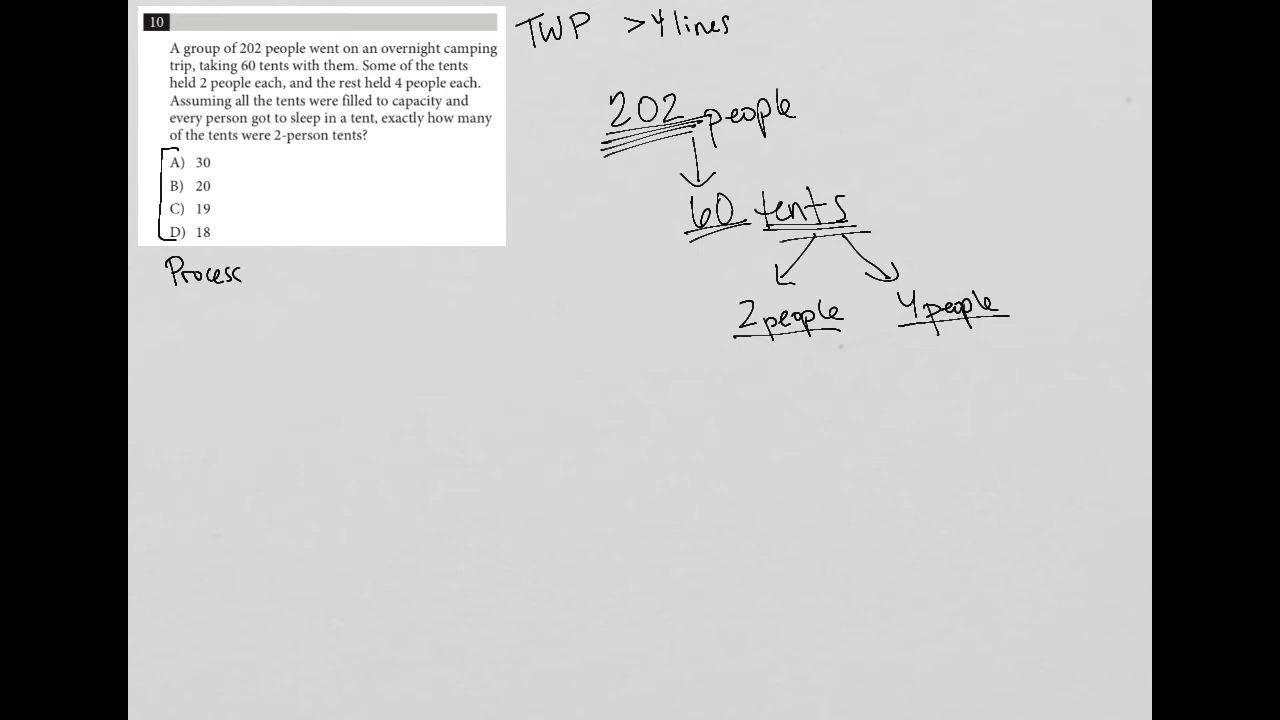 10
A group of 202 people went on an overnight camping
trip, taking 60 tents with them. Some of the tents
held 2 people each, and the rest held 4 people each.
Assuming all the tents were filled to capacity and
every person got to sleep in a tent, exactly how many
of the tents were 2-person tents?
A) 30
B) 20
C) 19
D) 18
Process
TWP >4 lines
202 people
60 tents
2 people 4 people